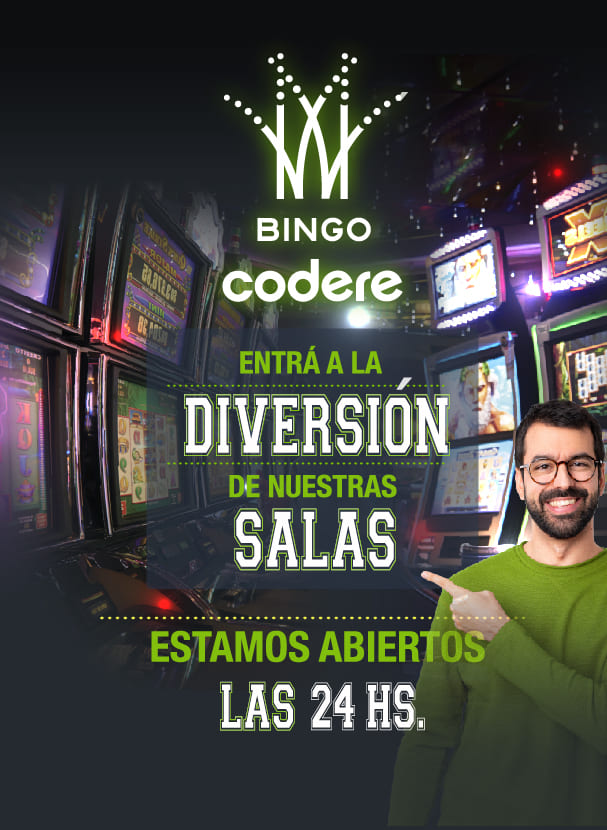 BINGO
codere
ENTRÁ A LA
DIVERSIÓN
DE NUESTRAS
SALAS
ESTAMOS ABIERTOS
LAS 24 HS.